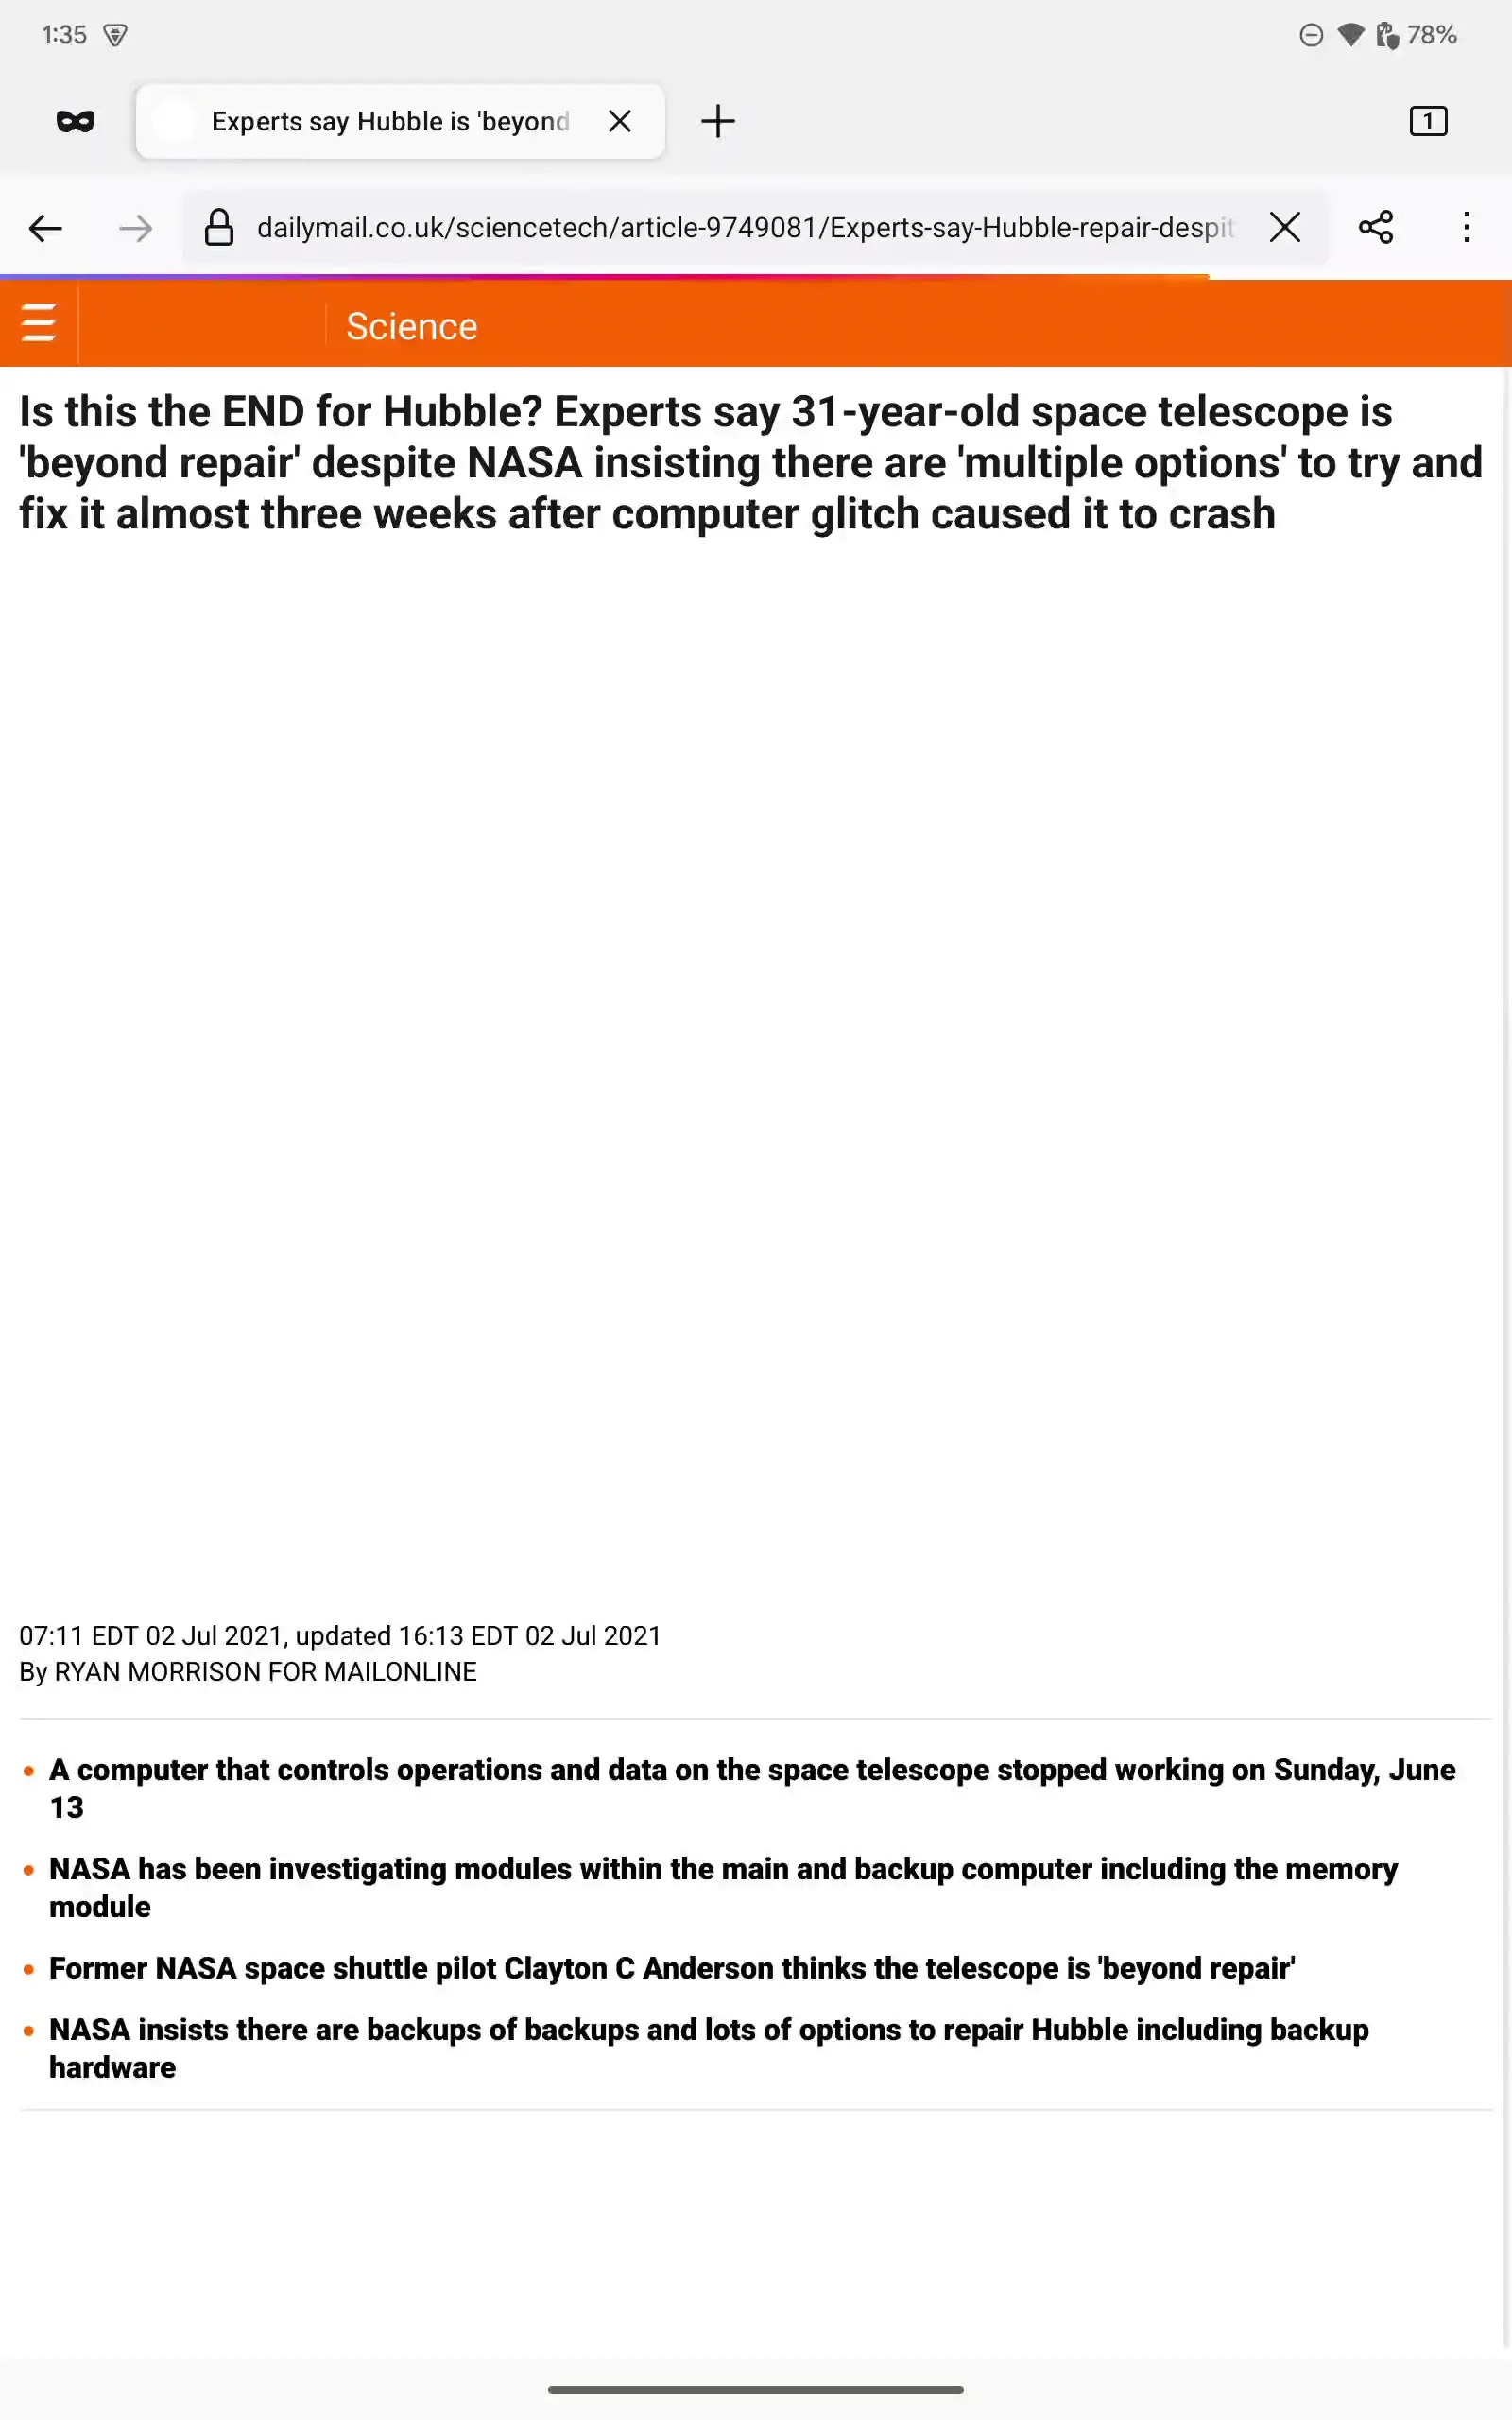 1:35
78%
Experts say Hubble is 'beyond
1
dailymail.co.uk/sciencetech/article-9749081/Experts-say-Hubble-repair-despit
Science
Is this the END for Hubble? Experts say 31-year-old space telescope is
'beyond repair' despite NASA insisting there are 'multiple options' to try and
fix it almost three weeks after computer glitch caused it to crash
07:11 EDT 02 Jul 2021, updated 16:13 EDT 02 Jul 2021
By RYAN MORRISON FOR MAILONLINE
• A computer that controls operations and data on the space telescope stopped working on Sunday, June
13
• NASA has been investigating modules within the main and backup computer including the memory
module
• Former NASA space shuttle pilot Clayton C Anderson thinks the telescope is 'beyond repair'
• NASA insists there are backups of backups and lots of options to repair Hubble including backup
hardware